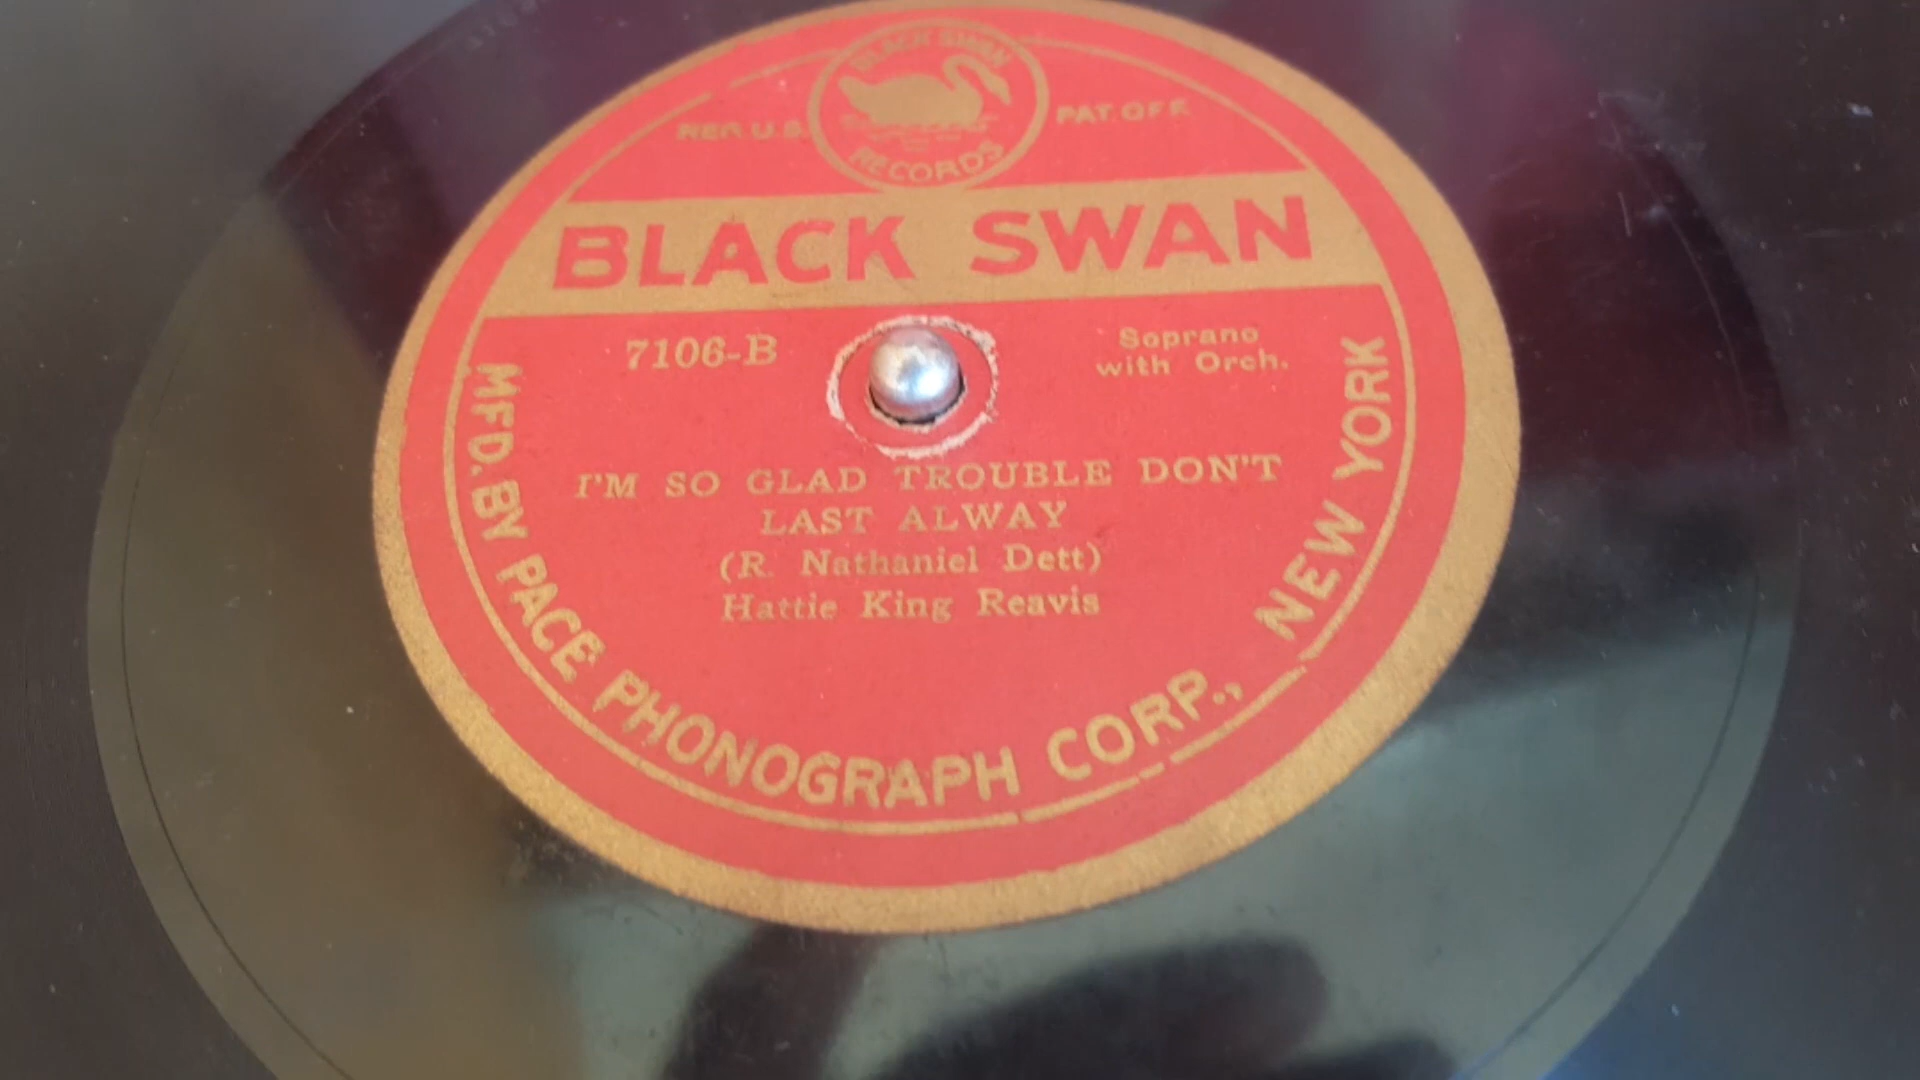 BLACK SWAN
RECORDS
REG. U.S. PAT. OFF.
BLACK SWAN
7106-B
Soprano
with Orch.
I'M SO GLAD TROUBLE DON'T
LAST ALWAY
(R. Nathaniel Dett)
Hattie King Reavis
MFD. BY PACE PHONOGRAPH CORP., NEW YORK